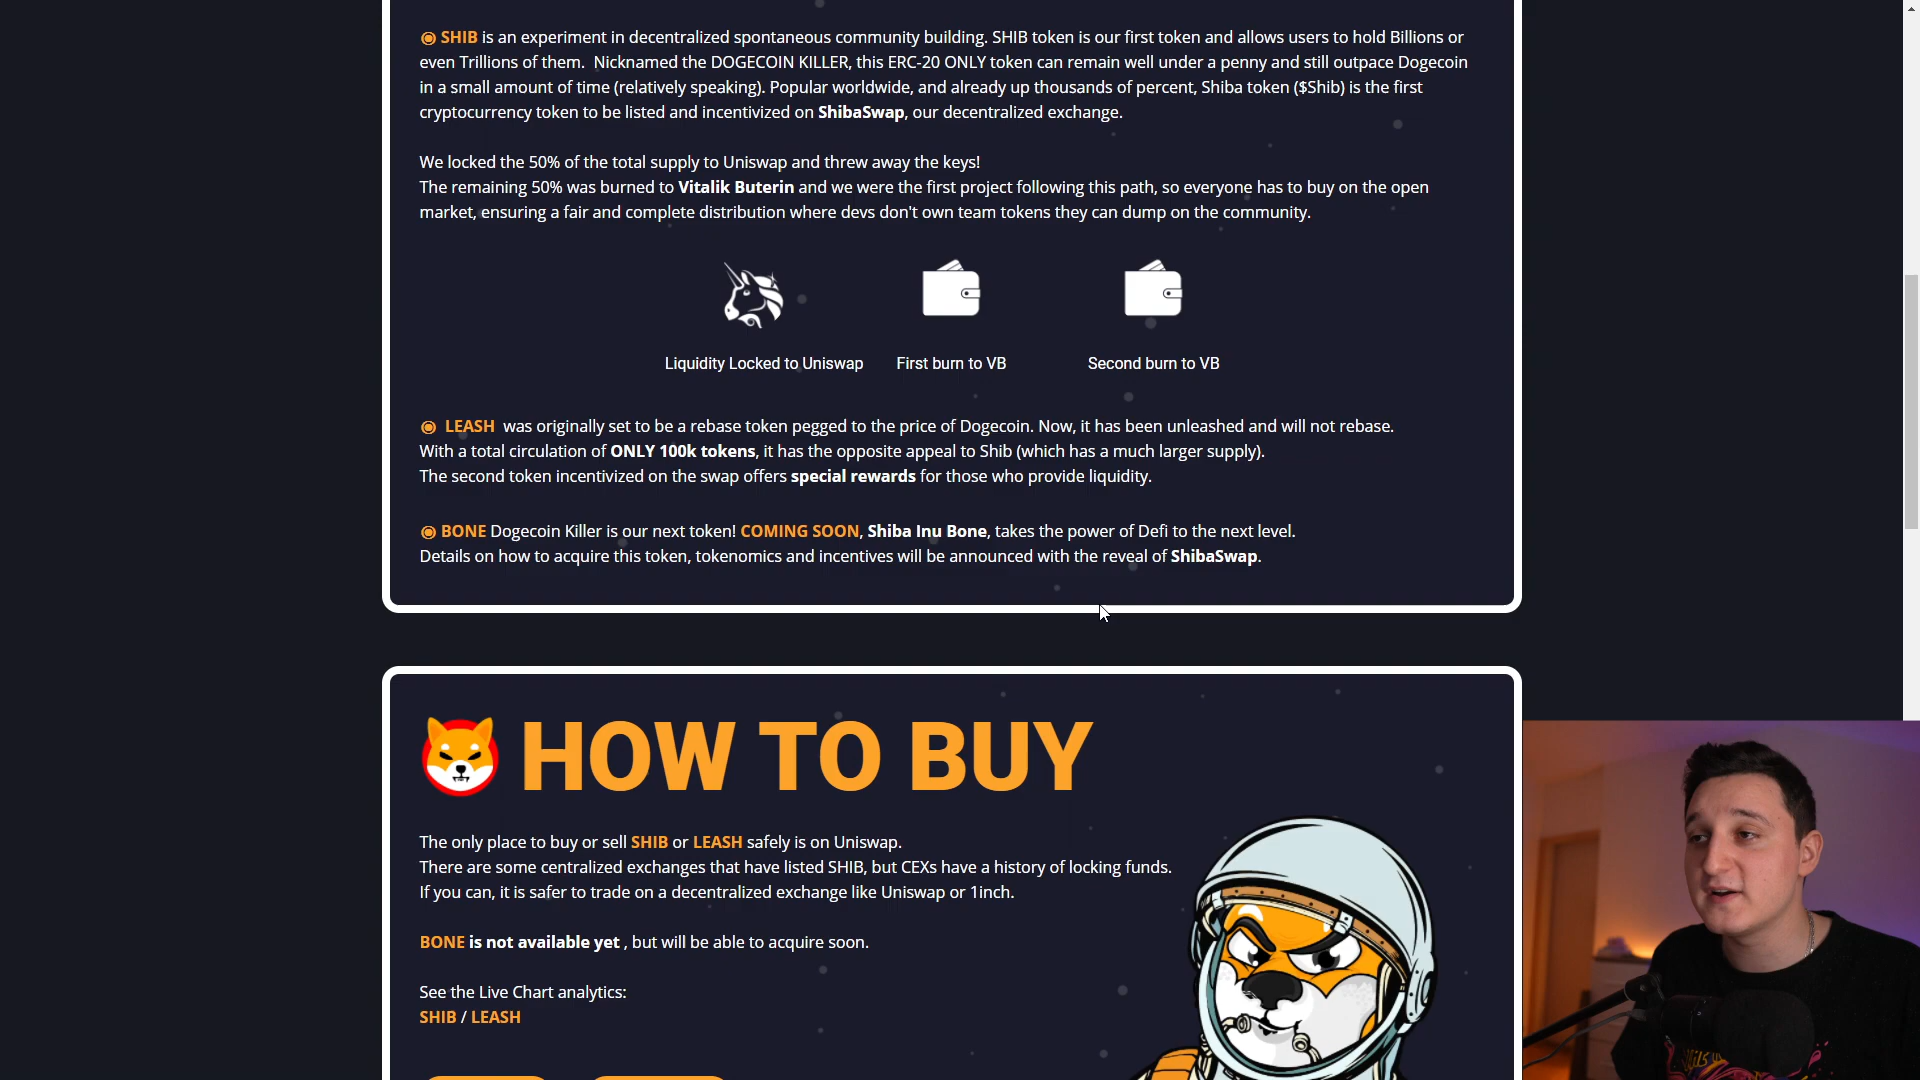 SHIB is an experiment in decentralized spontaneous community building. SHIB token is our first token and allows users to hold Billions or
even Trillions of them. Nicknamed the DOGECOIN KILLER, this ERC-20 ONLY token can remain well under a penny and still outpace Dogecoin
in a small amount of time (relatively speaking). Popular worldwide, and already up thousands of percent, Shiba token ($Shib) is the first
cryptocurrency token to be listed and incentivized on ShibaSwap, our decentralized exchange.
We locked the 50% of the total supply to Uniswap and threw away the keys!
The remaining 50% was burned to Vitalik Buterin and we were the first project following this path, so everyone has to buy on the open
market, ensuring a fair and complete distribution where devs don't own team tokens they can dump on the community.
Liquidity Locked to Uniswap First burn to VB Second burn to VB
LEASH was originally set to be a rebase token pegged to the price of Dogecoin. Now, it has been unleashed and will not rebase.
With a total circulation of ONLY 100k tokens, it has the opposite appeal to Shib (which has a much larger supply).
The second token incentivized on the swap offers special rewards for those who provide liquidity.
BONE Dogecoin Killer is our next token! COMING SOON, Shiba Inu Bone, takes the power of Defi to the next level.
Details on how to acquire this token, tokenomics and incentives will be announced with the reveal of ShibaSwap.
HOW TO BUY
The only place to buy or sell SHIB or LEASH safely is on Uniswap.
There are some centralized exchanges that have listed SHIB, but CEXs have a history of locking funds.
If you can, it is safer to trade on a decentralized exchange like Uniswap or 1inch.
BONE is not available yet , but will be able to acquire soon.
See the Live Chart analytics:
SHIB / LEASH